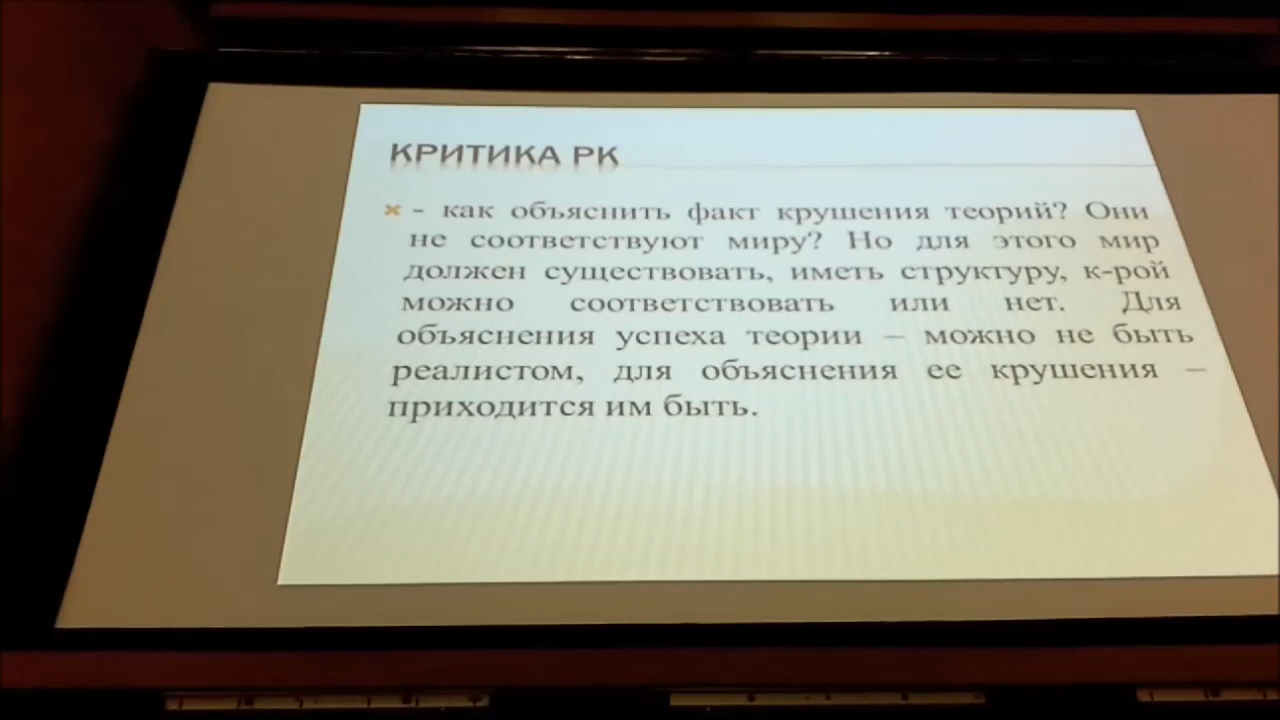 КРИТИКА РК
- как объяснить факт крушения теорий? Они
не соответствуют миру? Но для этого мир
должен существовать, иметь структуру, к-рой
можно соответствовать или нет. Для
объяснения успеха теории – можно не быть
реалистом, для объяснения ее крушения –
приходится им быть.